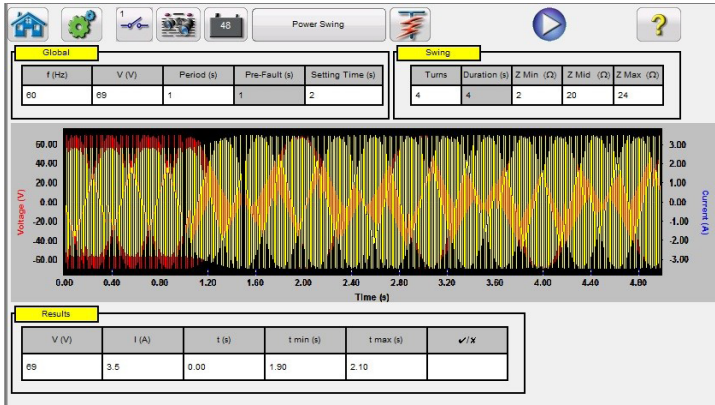 1
48
Power Swing
?
Global
f (Hz) V (V) Period (s) Pre-Fault (s) Setting Time (s)
60 69 1 1 2
Swing
Turns Duration (s) Z Min (Ω) Z Mid (Ω) Z Max (Ω)
4 4 2 20 24
60.00 3.00
40.00 2.00
20.00 1.00
0.00 0.00
-20.00 -1.00
-40.00 -2.00
-60.00 -3.00
Voltage (V)
Current (A)
0.00 0.40 0.80 1.20 1.60 2.00 2.40 2.80 3.20 3.60 4.00 4.40 4.80
Time (s)
Results
V (V) I (A) t (s) t min (s) t max (s) ✔/✘
69 3.5 0.00 1.90 2.10